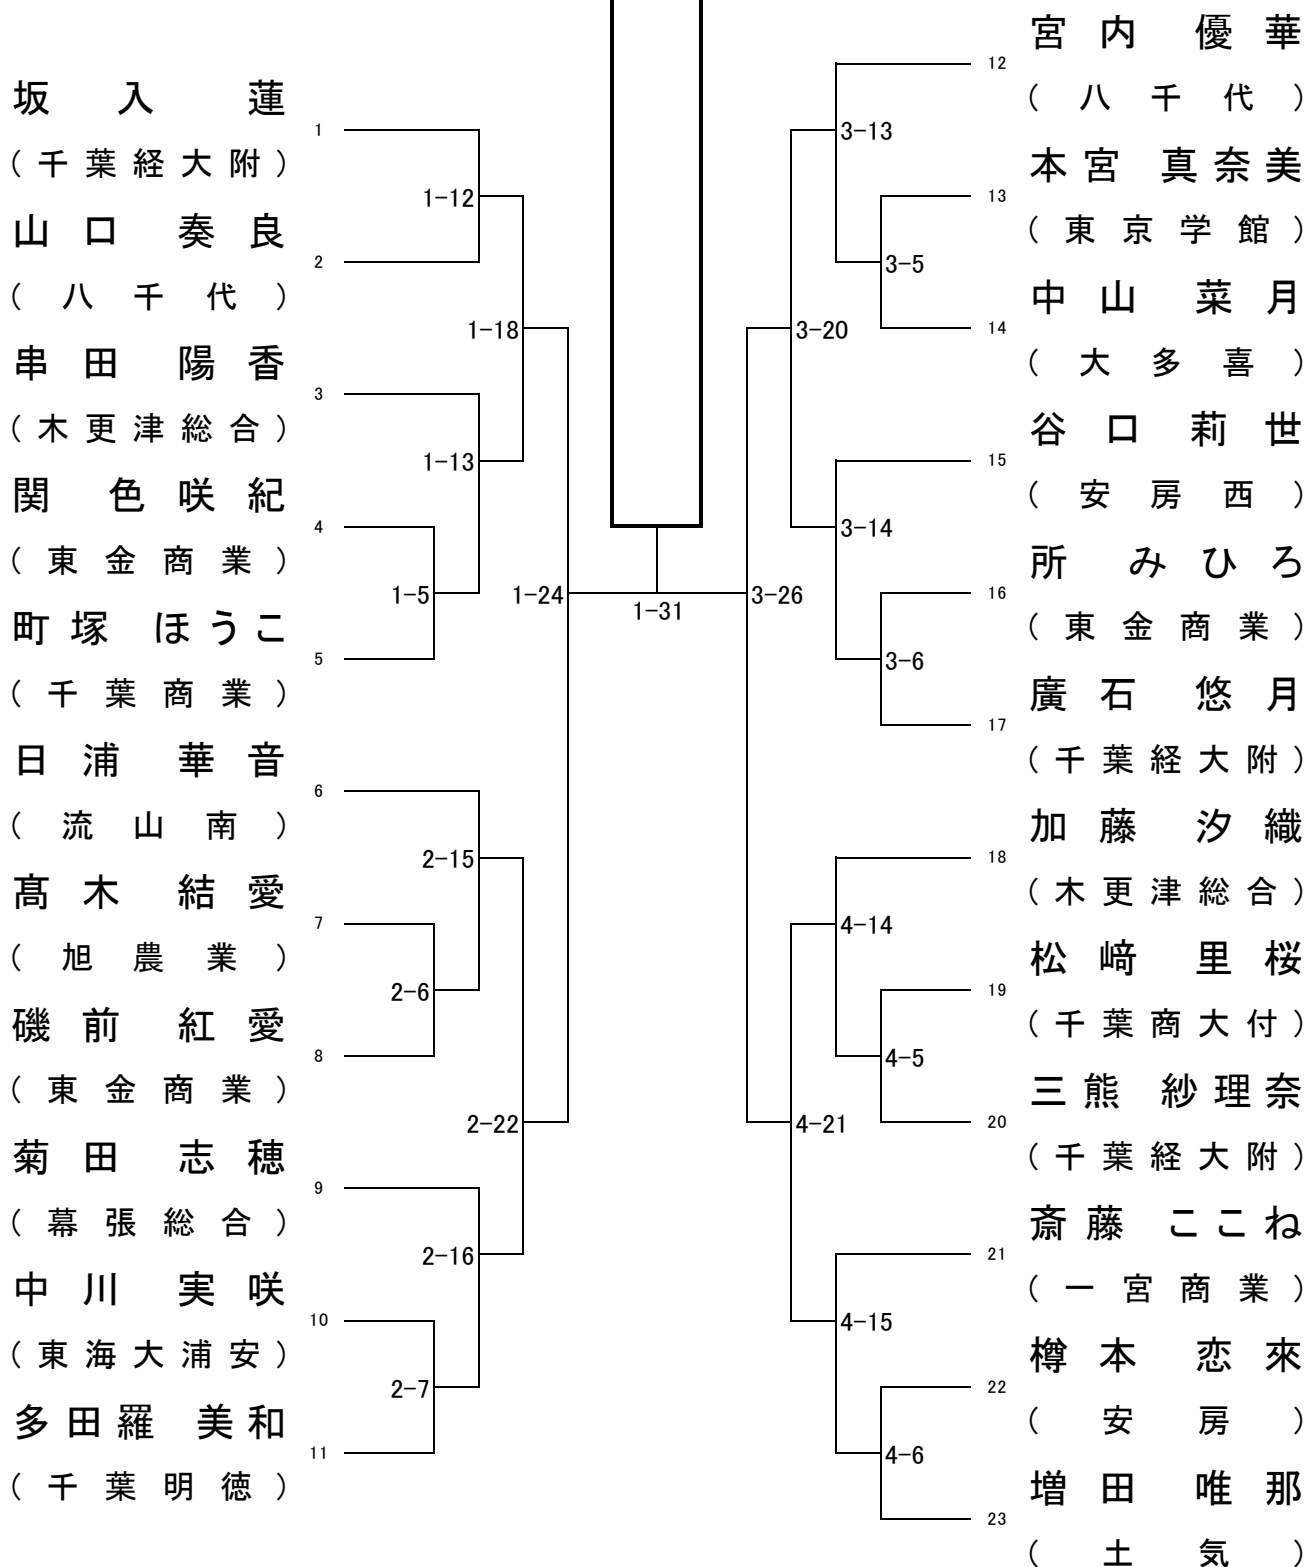 坂入 蓮
1
(千葉経大附)
1-12
山口 奏良
2
(八千代)
1-18
串田 陽香
3
(木更津総合)
1-13
関 色咲紀
4
(東金商業)
1-5
町塚 ほうこ
5
(千葉商業)
1-24
日浦 華音
6
(流山南)
2-15
髙木 結愛
7
(旭農業)
2-6
磯前 紅愛
8
(東金商業)
2-22
菊田 志穂
9
(幕張総合)
2-16
中川 実咲
10
(東海大浦安)
2-7
多田羅 美和
11
(千葉明徳)
1-31
宮内 優華
12
(八千代)
3-13
本宮 真奈美
13
(東京学館)
3-5
中山 菜月
14
(大多喜)
3-20
谷口 莉世
15
(安房西)
3-14
所 みひろ
16
(東金商業)
3-6
廣石 悠月
17
(千葉経大附)
3-26
加藤 汐織
18
(木更津総合)
4-14
松﨑 里桜
19
(千葉商大付)
4-5
三熊 紗理奈
20
(千葉経大附)
4-21
斎藤 ここね
21
(一宮商業)
4-15
樽本 恋來
22
(安房)
4-6
増田 唯那
23
(土気)